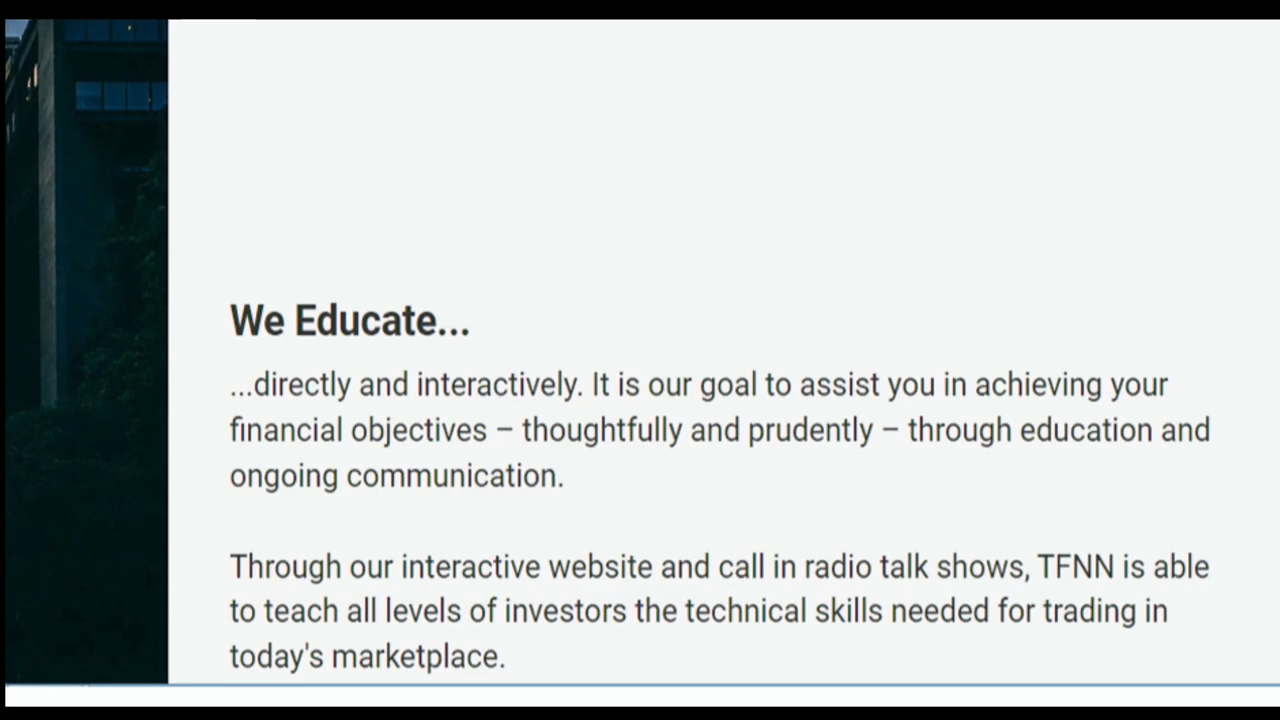 We Educate...
...directly and interactively. It is our goal to assist you in achieving your
financial objectives – thoughtfully and prudently – through education and
ongoing communication.
Through our interactive website and call in radio talk shows, TFNN is able
to teach all levels of investors the technical skills needed for trading in
today's marketplace.